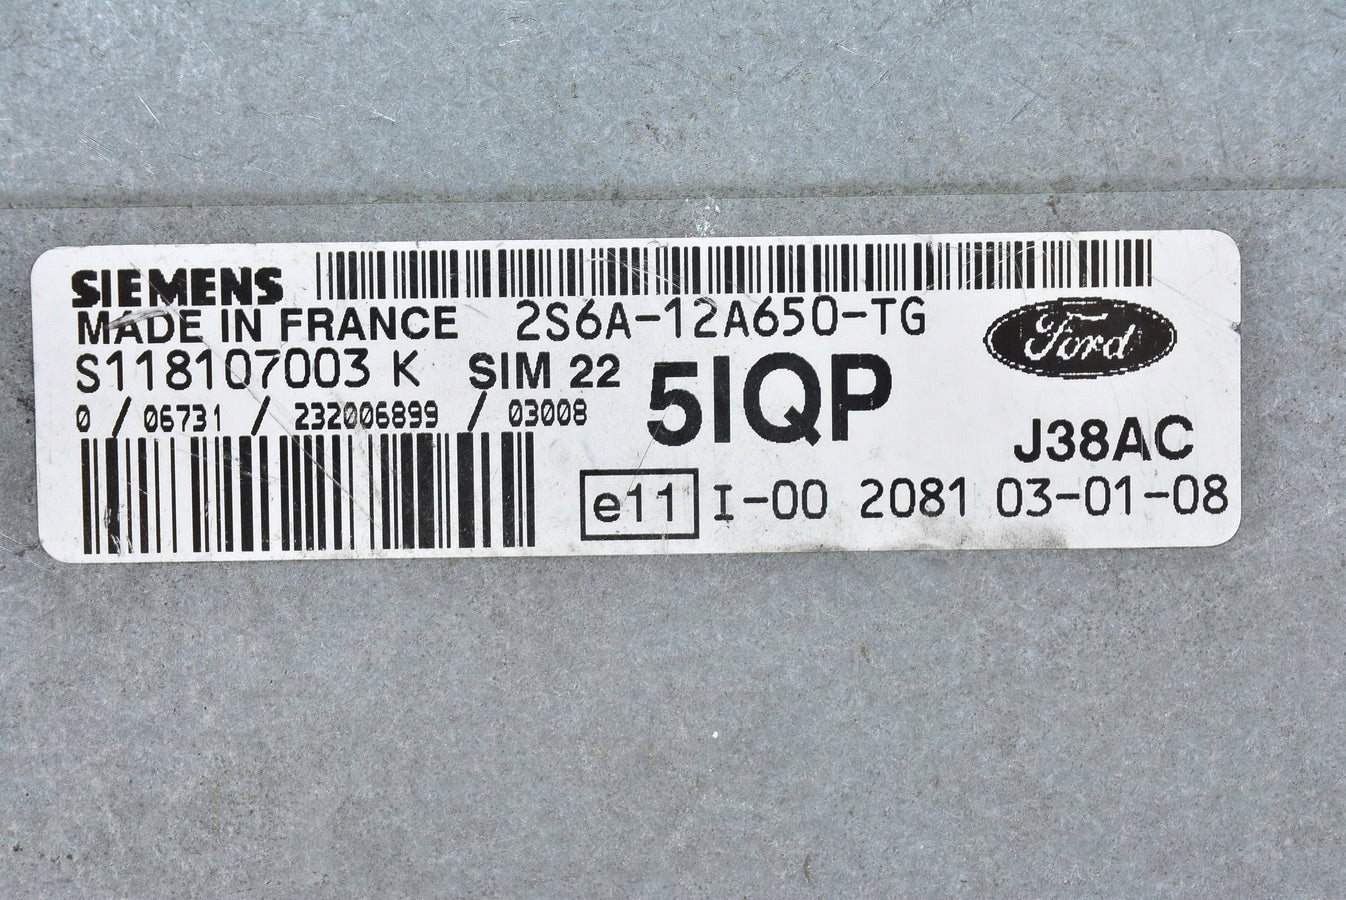 SIEMENS
MADE IN FRANCE 2S6A-12A650-TG
Ford
S118107003 K SIM 22
5IQP
0 / 06731 / 232006899 / 03008
J38AC
e11 I-00 2081 03-01-08